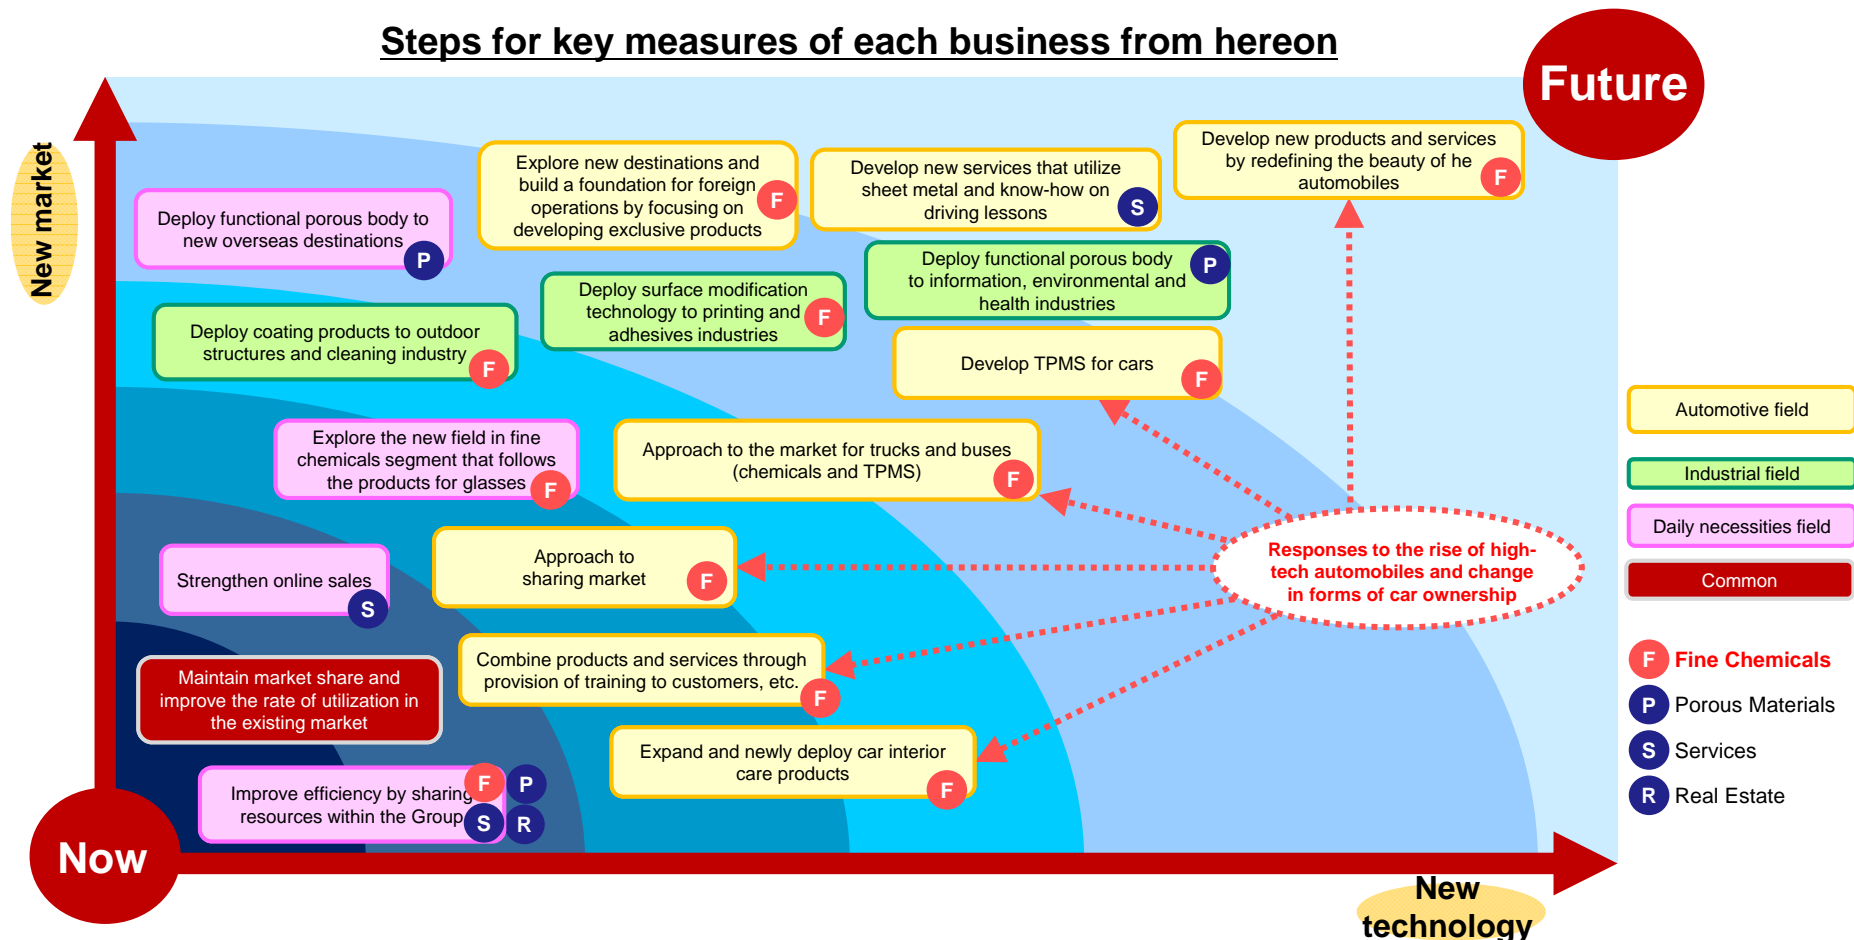 Steps for key measures of each business from hereon
Future
New market
Develop new products and services
by redefining the beauty of he
automobiles
F
Explore new destinations and
build a foundation for foreign
operations by focusing on
developing exclusive products
F
Develop new services that utilize
sheet metal and know-how on
driving lessons
S
Deploy functional porous body to
new overseas destinations
P
Deploy functional porous body
to information, environmental and
health industries
P
Deploy surface modification
technology to printing and
adhesives industries
F
Deploy coating products to outdoor
structures and cleaning industry
F
Develop TPMS for cars
F
Explore the new field in fine
chemicals segment that follows
the products for glasses
F
Approach to the market for trucks and buses
(chemicals and TPMS)
F
Approach to
sharing market
F
Strengthen online sales
S
Responses to the rise of high-
tech automobiles and change
in forms of car ownership
Combine products and services through
provision of training to customers, etc.
F
Maintain market share and
improve the rate of utilization in
the existing market
Expand and newly deploy car interior
care products
F
Improve efficiency by sharing
resources within the Group
F
P
S
R
Now
New
technology
Automotive field
Industrial field
Daily necessities field
Common
F Fine Chemicals
P Porous Materials
S Services
R Real Estate